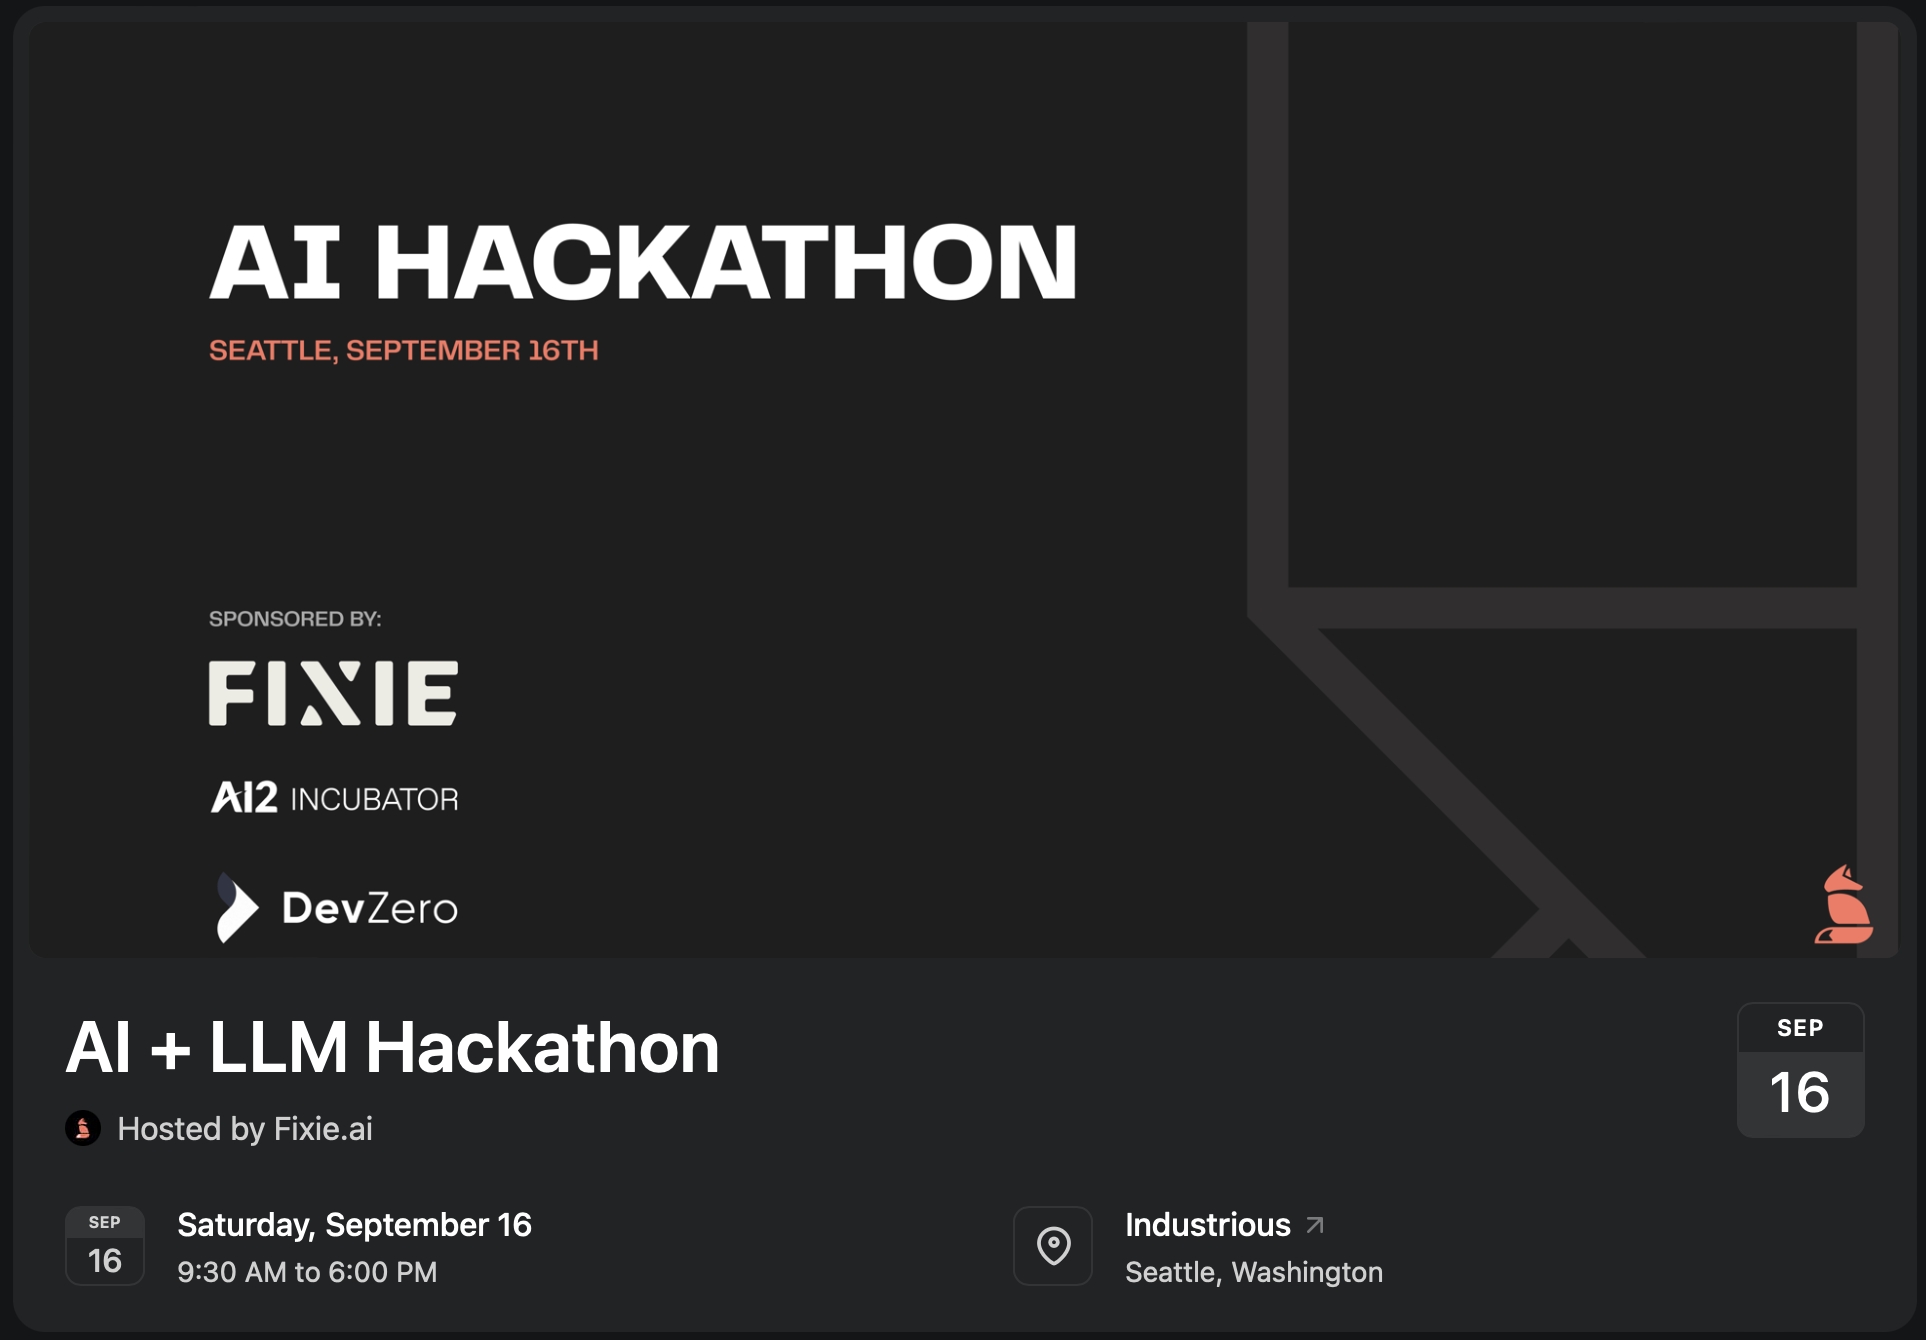 AI HACKATHON
SEATTLE, SEPTEMBER 16TH
SPONSORED BY:
FIXIE
AI2 INCUBATOR
DevZero
AI + LLM Hackathon
SEP
16
Hosted by Fixie.ai
SEP
16
Saturday, September 16
9:30 AM to 6:00 PM
Industrious
Seattle, Washington